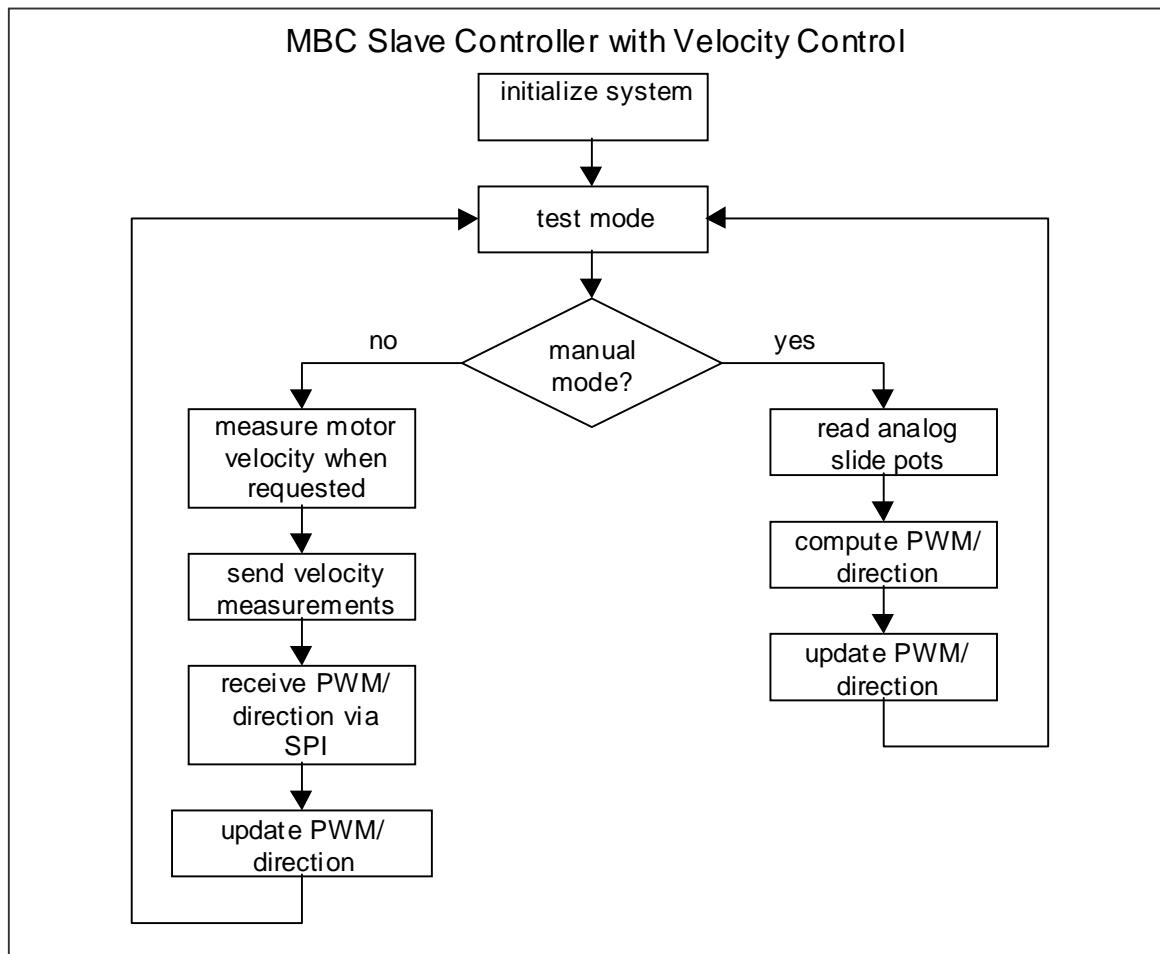 MBC Slave Controller with Velocity Control
initialize system
test mode
manual
mode?
no
yes
measure motor
velocity when
requested
send velocity
measurements
receive PWM/
direction via
SPI
update PWM/
direction
read analog
slide pots
compute PWM/
direction
update PWM/
direction